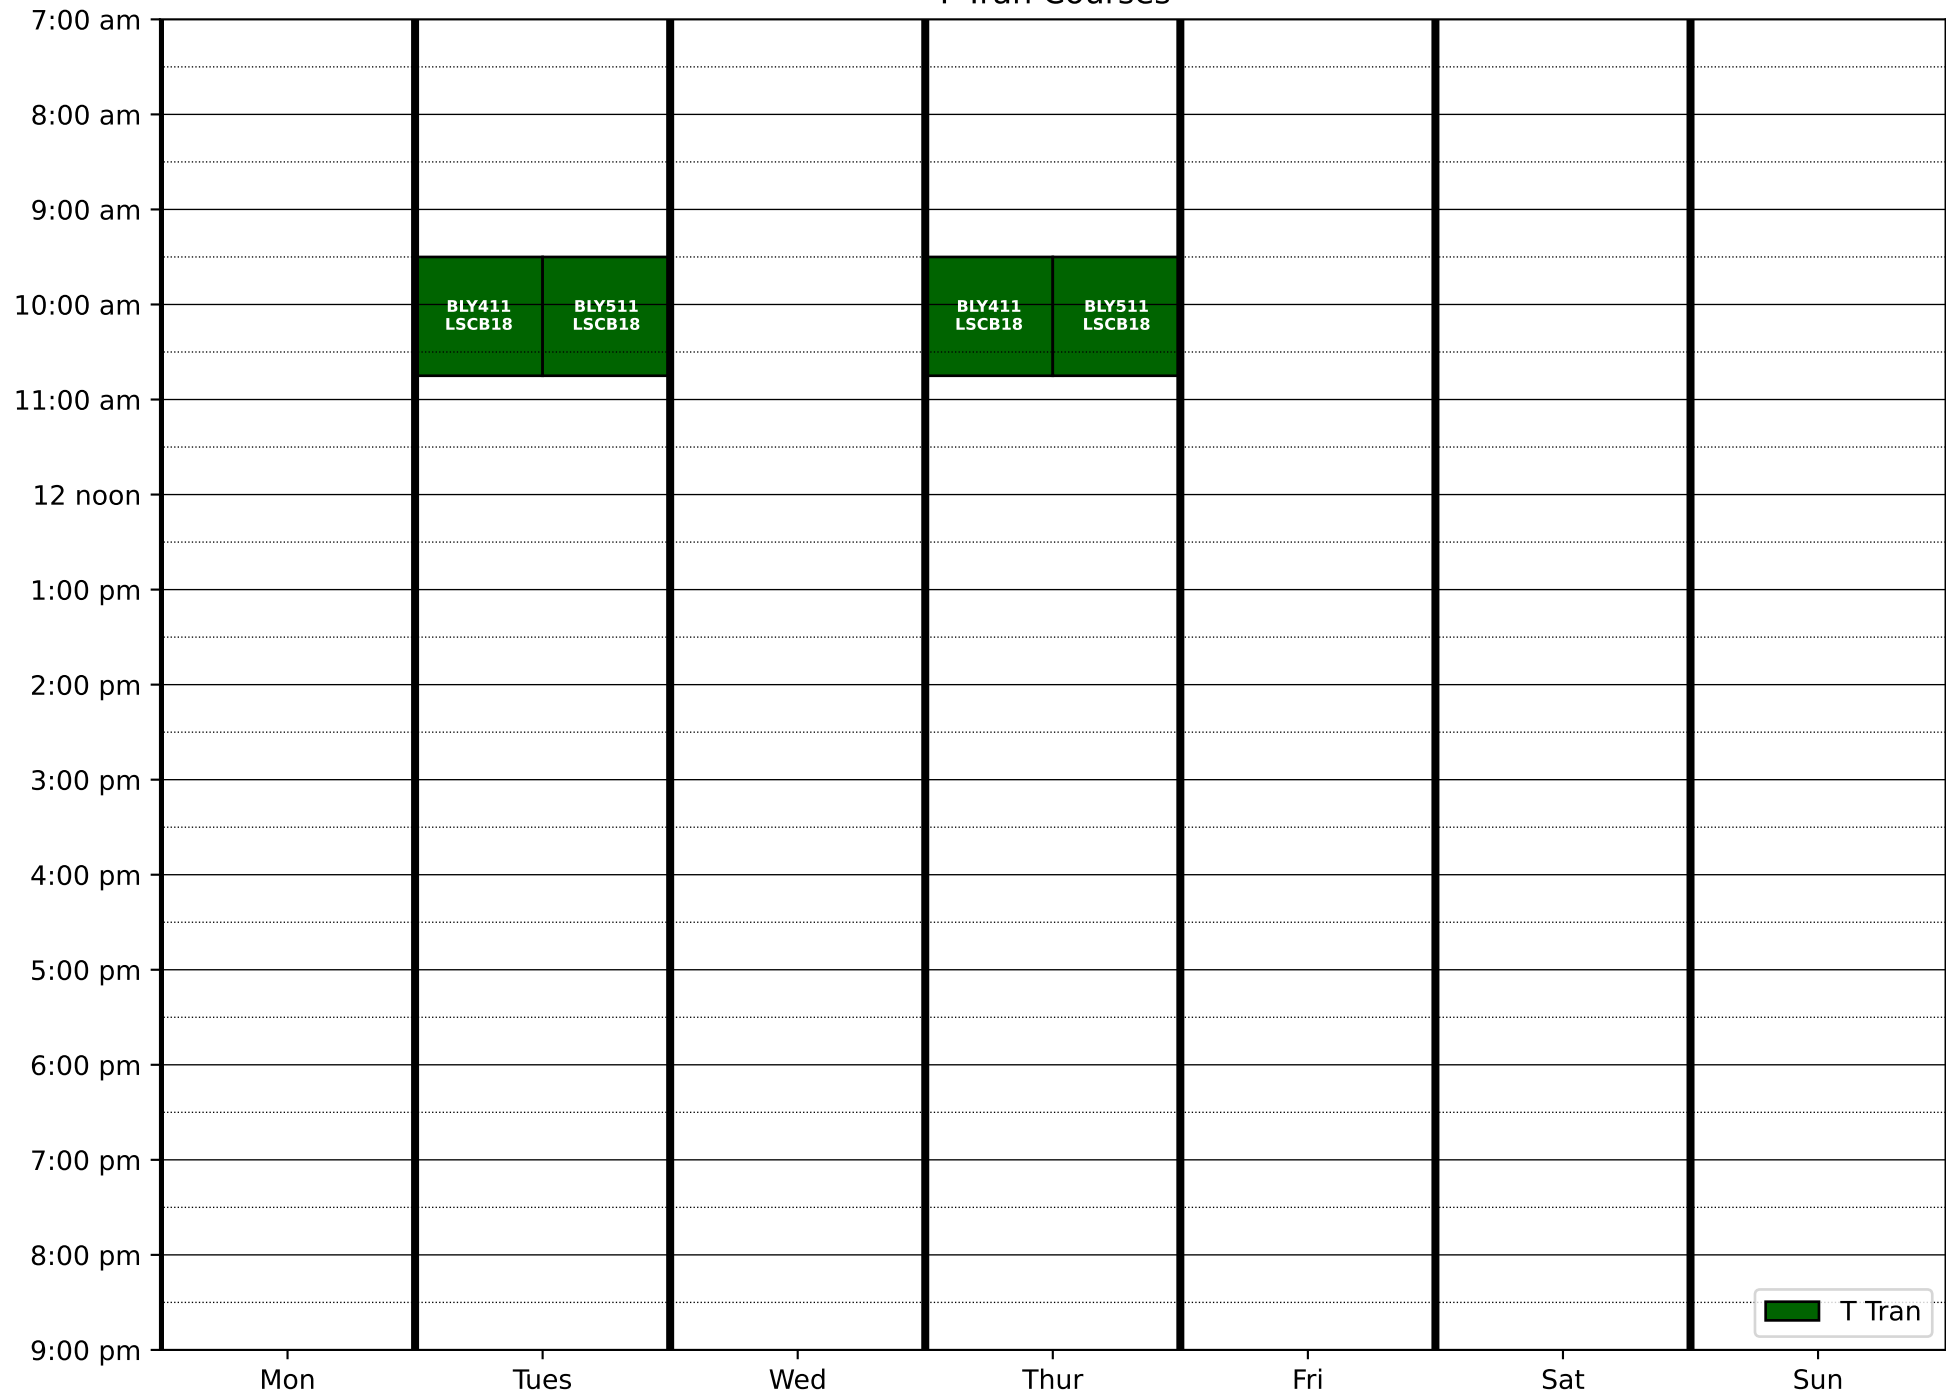 T Tran Courses
7:00 am
8:00 am
9:00 am
10:00 am
11:00 am
12 noon
1:00 pm
2:00 pm
3:00 pm
4:00 pm
5:00 pm
6:00 pm
7:00 pm
8:00 pm
9:00 pm
BLY411
LSCB18
BLY511
LSCB18
BLY411
LSCB18
BLY511
LSCB18
T Tran
Mon Tues Wed Thur Fri Sat Sun